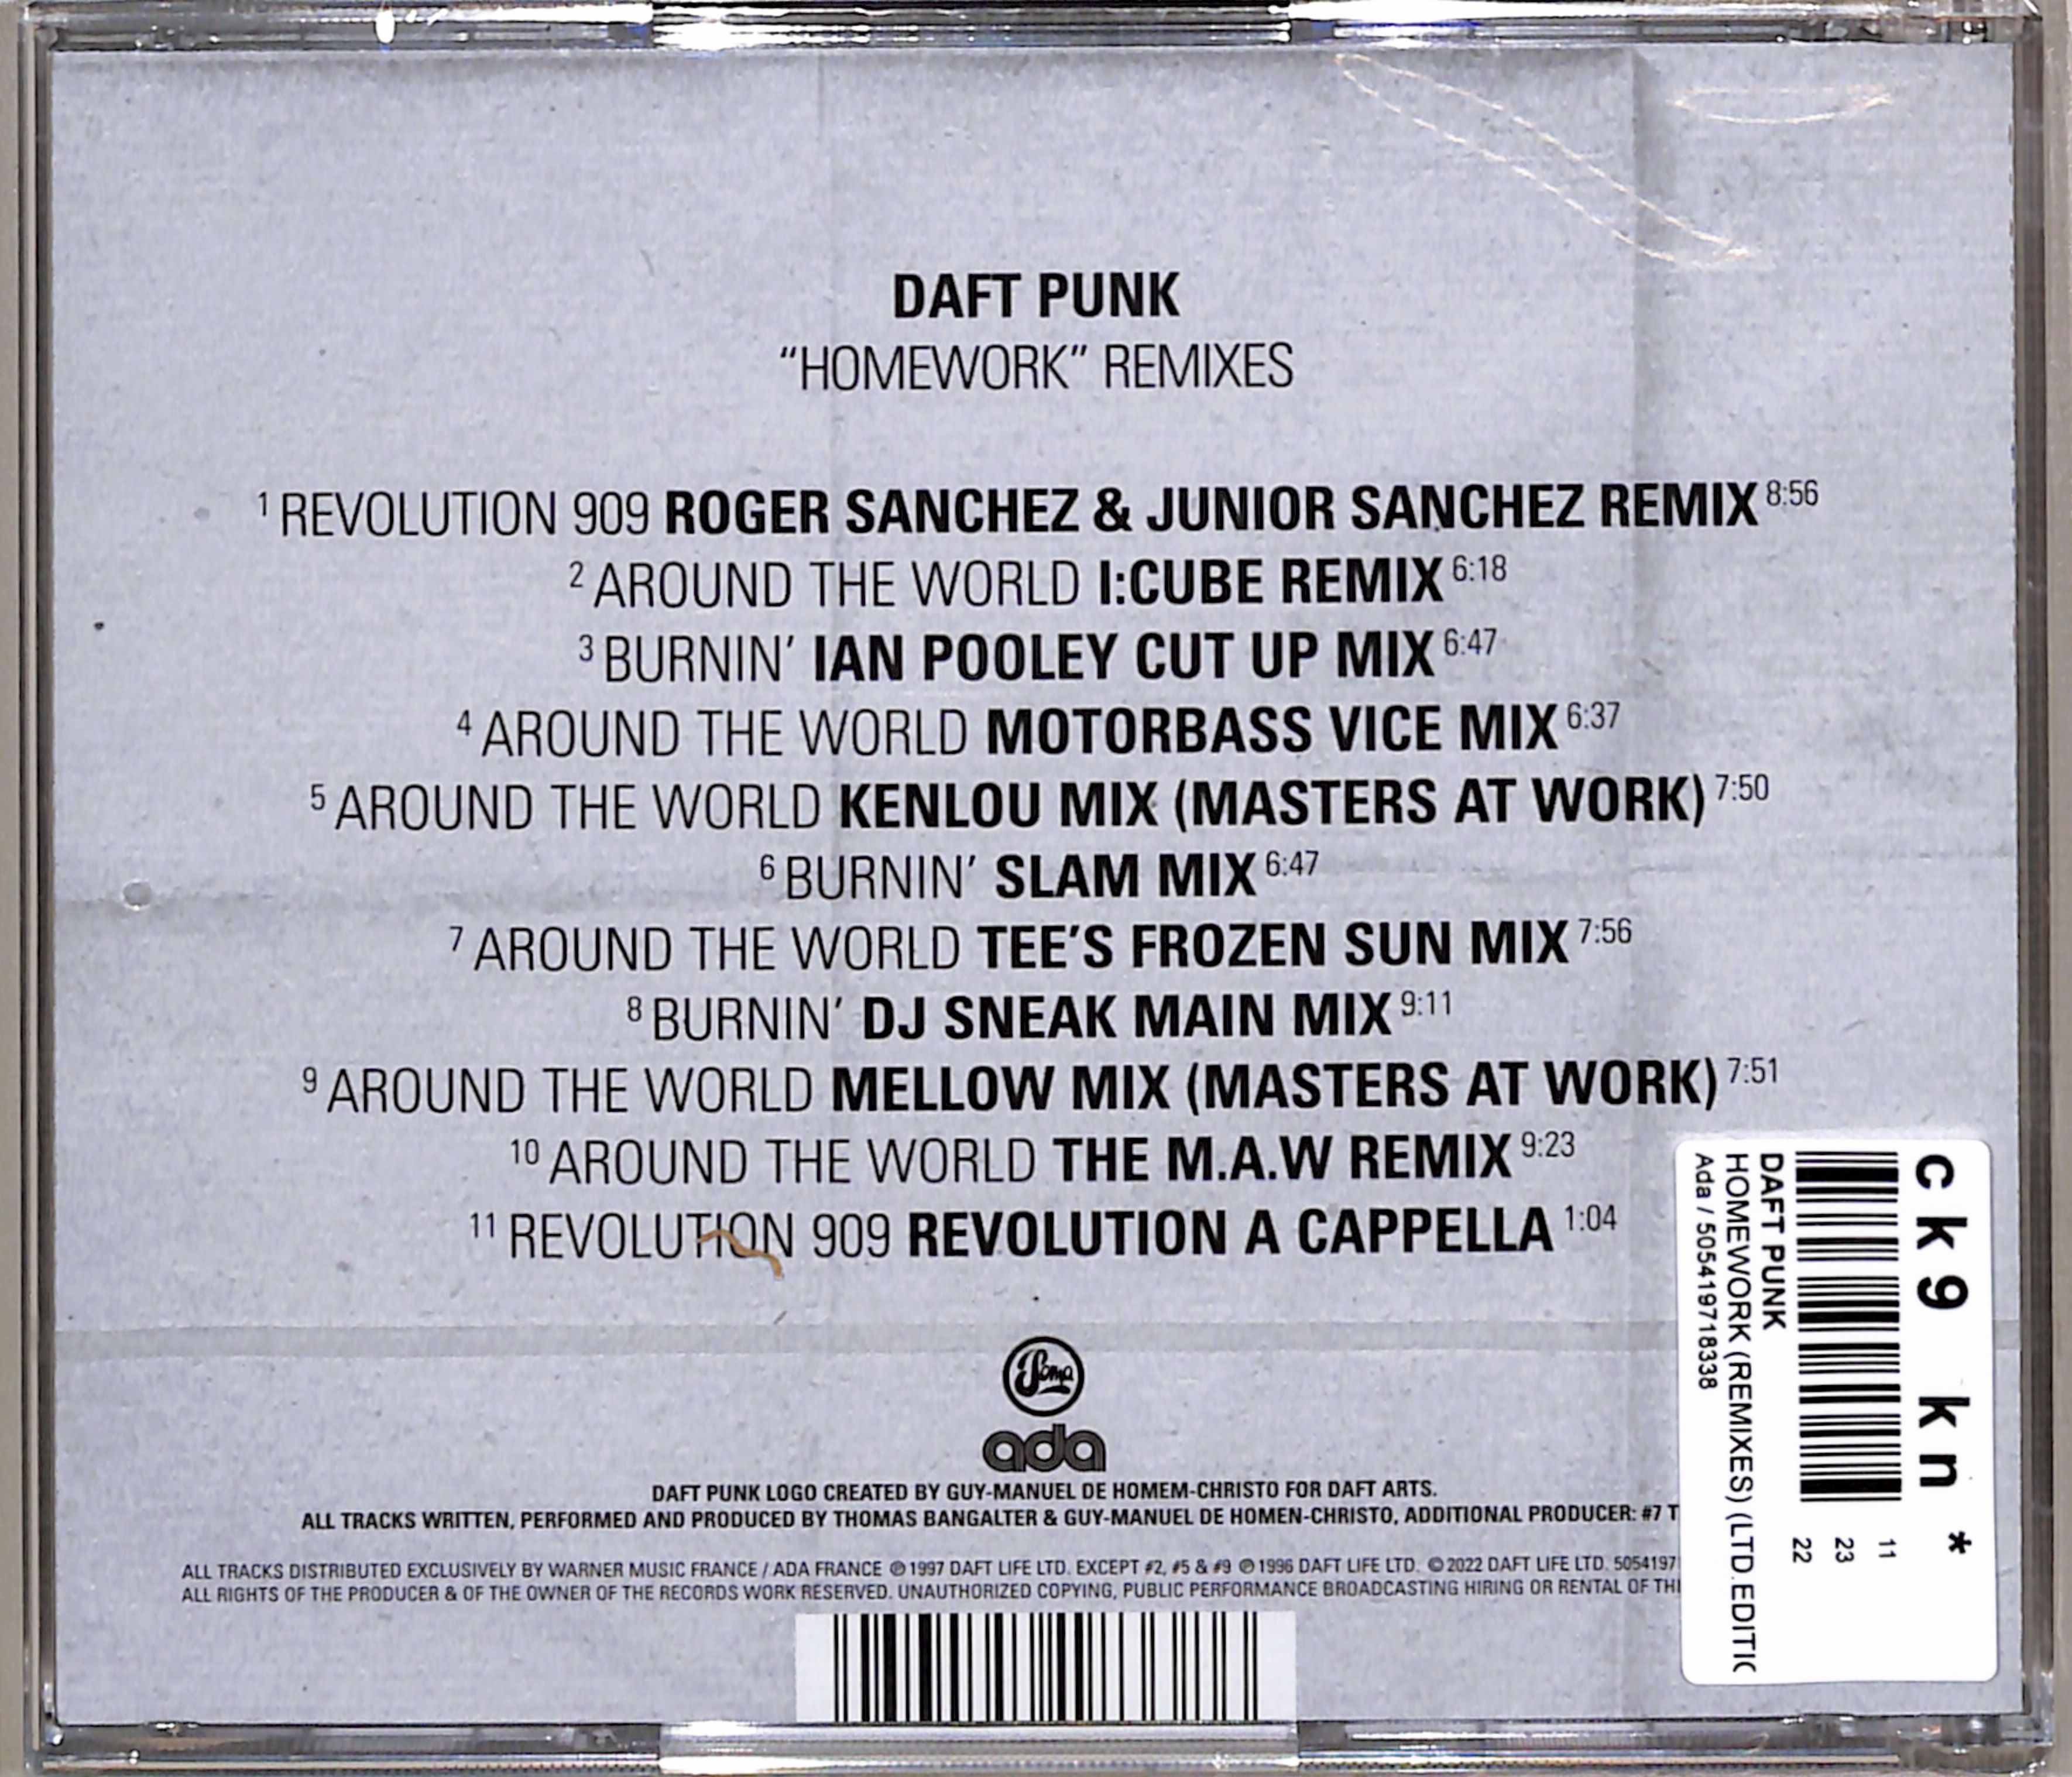 DAFT PUNK
“HOMEWORK” REMIXES
1 REVOLUTION 909 ROGER SANCHEZ & JUNIOR SANCHEZ REMIX 8:56
2 AROUND THE WORLD I:CUBE REMIX 6:18
3 BURNIN’ IAN POOLEY CUT UP MIX 6:47
4 AROUND THE WORLD MOTORBASS VICE MIX 6:37
5 AROUND THE WORLD KENLOU MIX (MASTERS AT WORK) 7:50
6 BURNIN’ SLAM MIX 6:47
7 AROUND THE WORLD TEE’S FROZEN SUN MIX 7:56
8 BURNIN’ DJ SNEAK MAIN MIX 9:11
9 AROUND THE WORLD MELLOW MIX (MASTERS AT WORK) 7:51
10 AROUND THE WORLD THE M.A.W REMIX 9:23
11 REVOLUTION 909 REVOLUTION A CAPPELLA 1:04
Soma
ada
DAFT PUNK LOGO CREATED BY GUY-MANUEL DE HOMEM-CHRISTO FOR DAFT ARTS.
ALL TRACKS WRITTEN, PERFORMED AND PRODUCED BY THOMAS BANGALTER & GUY-MANUEL DE HOMEN-CHRISTO, ADDITIONAL PRODUCER: #7 T
ALL TRACKS DISTRIBUTED EXCLUSIVELY BY WARNER MUSIC FRANCE / ADA FRANCE ℗ 1997 DAFT LIFE LTD. EXCEPT #2, #5 & #9 ℗ 1996 DAFT LIFE LTD. © 2022 DAFT LIFE LTD. 5054197
ALL RIGHTS OF THE PRODUCER & OF THE OWNER OF THE RECORDS WORK RESERVED. UNAUTHORIZED COPYING, PUBLIC PERFORMANCE BROADCASTING HIRING OR RENTAL OF THI
ck9 kn *
11
23
22
DAFT PUNK
HOMEWORK (REMIXES) (LTD.EDITIO
Ada / 505419718338